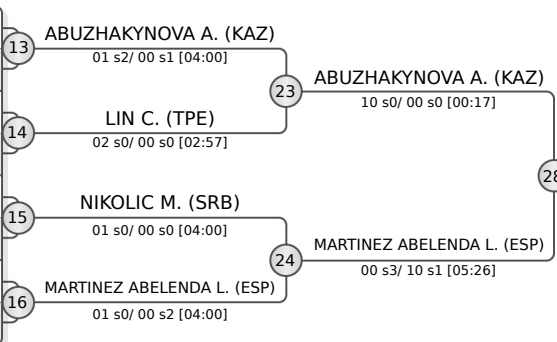 13
ABUZHAKYNOVA A. (KAZ)
01 s2/ 00 s1 [04:00]
23
ABUZHAKYNOVA A. (KAZ)
10 s0/ 00 s0 [00:17]
14
LIN C. (TPE)
02 s0/ 00 s0 [02:57]
28
15
NIKOLIC M. (SRB)
01 s0/ 00 s0 [04:00]
24
MARTINEZ ABELENDA L. (ESP)
00 s3/ 10 s1 [05:26]
16
MARTINEZ ABELENDA L. (ESP)
01 s0/ 00 s2 [04:00]